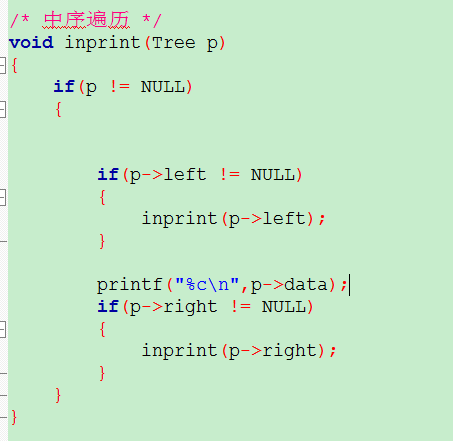 /* 中序遍历 */
void inprint(Tree p)
{
    if(p != NULL)
    {
        if(p->left != NULL)
        {
            inprint(p->left);
        }
        printf("%c\n",p->data);
        if(p->right != NULL)
        {
            inprint(p->right);
        }
    }
}